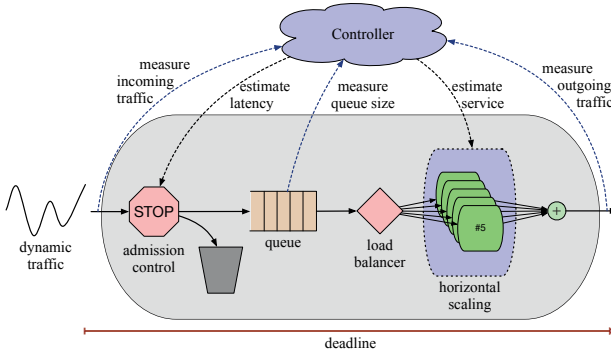 Controller
measure
incoming
traffic
estimate
latency
measure
queue size
estimate
service
measure
outgoing
traffic
STOP
#5
+
dynamic
traffic
admission
control
queue
load
balancer
horizontal
scaling
deadline